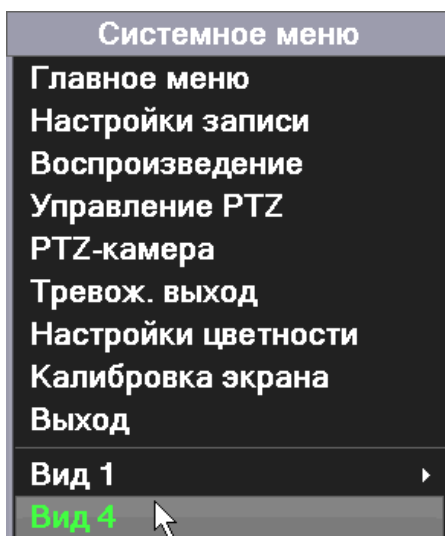 Системное меню
Главное меню
Настройки записи
Воспроизведение
Управление PTZ
PTZ-камера
Тревож. выход
Настройки цветности
Калибровка экрана
Выход
Вид 1
Вид 4